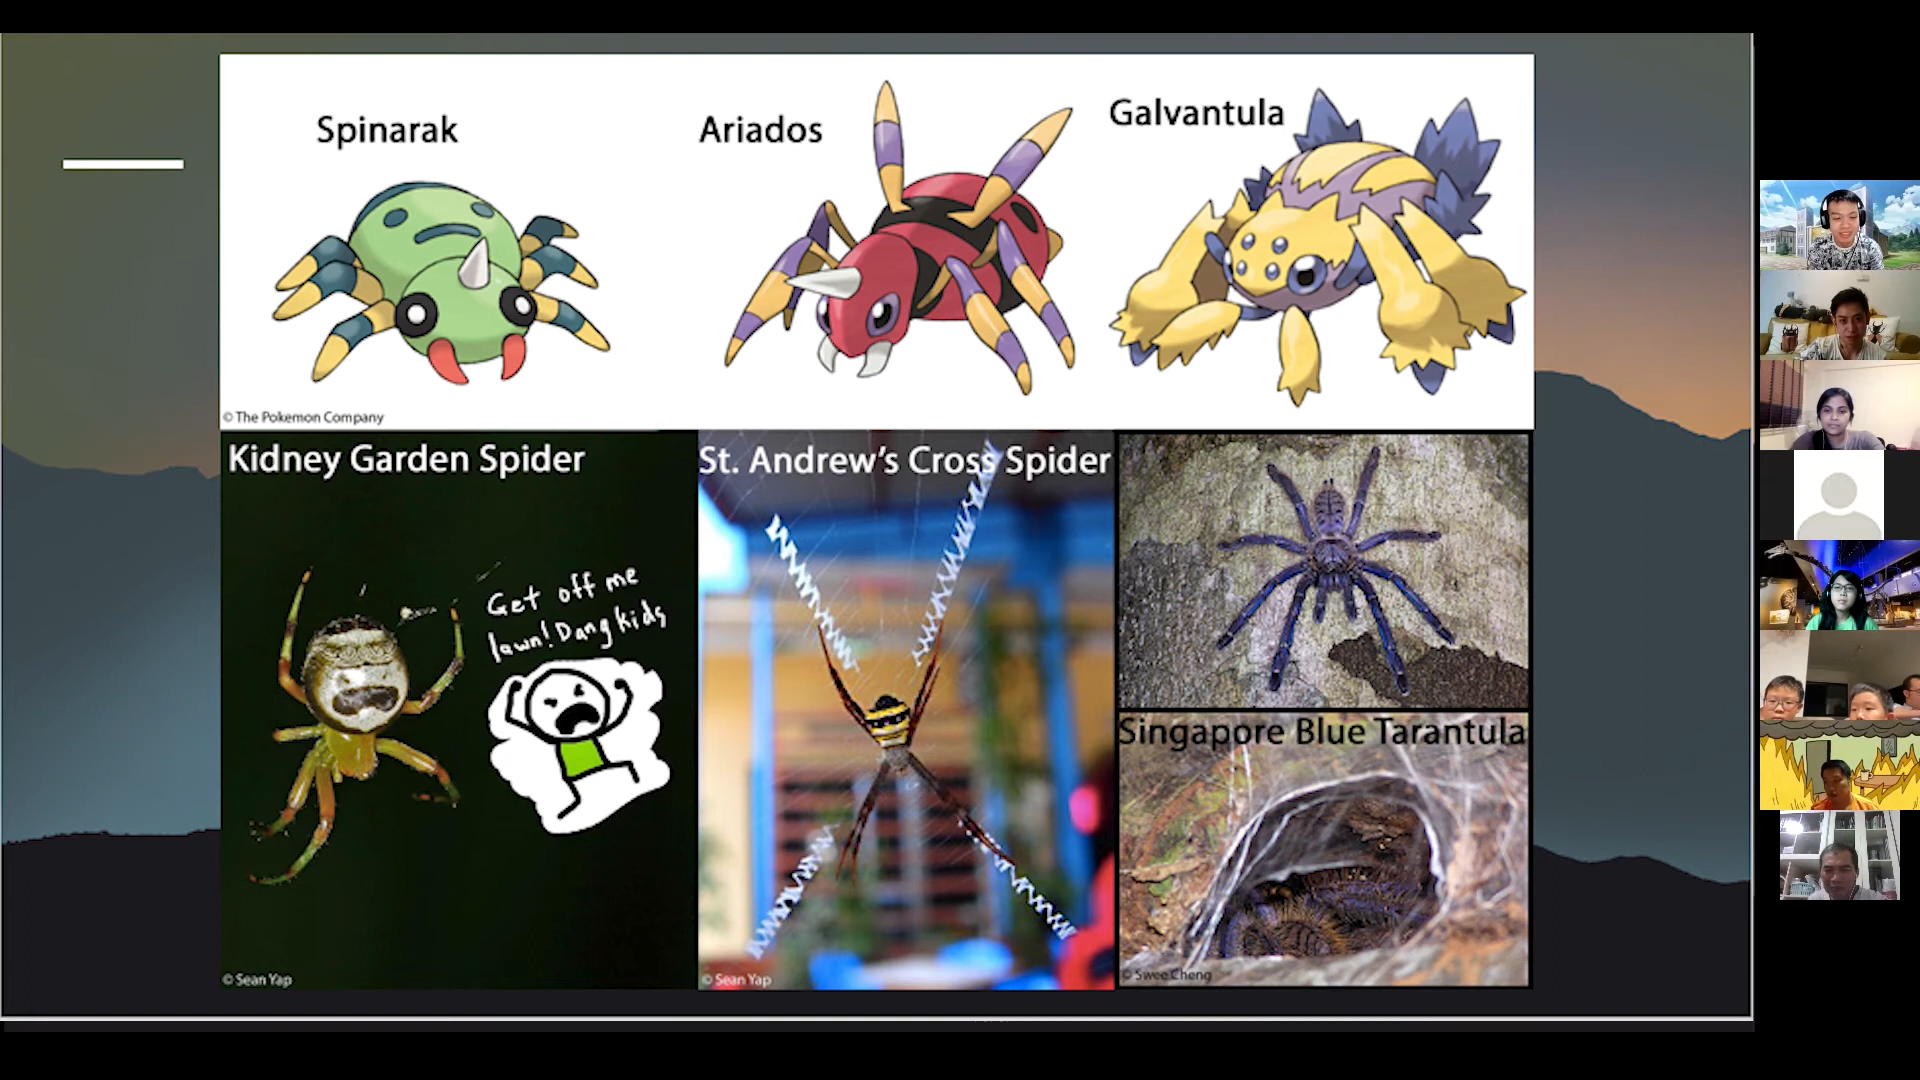 Spinarak
Ariados
Galvantula
© The Pokemon Company
Kidney Garden Spider
St. Andrew's Cross Spider
Get off me
lawn! Dang kids
Singapore Blue Tarantula
© Sean Yap
© Sean Yap
© Swee Cheng